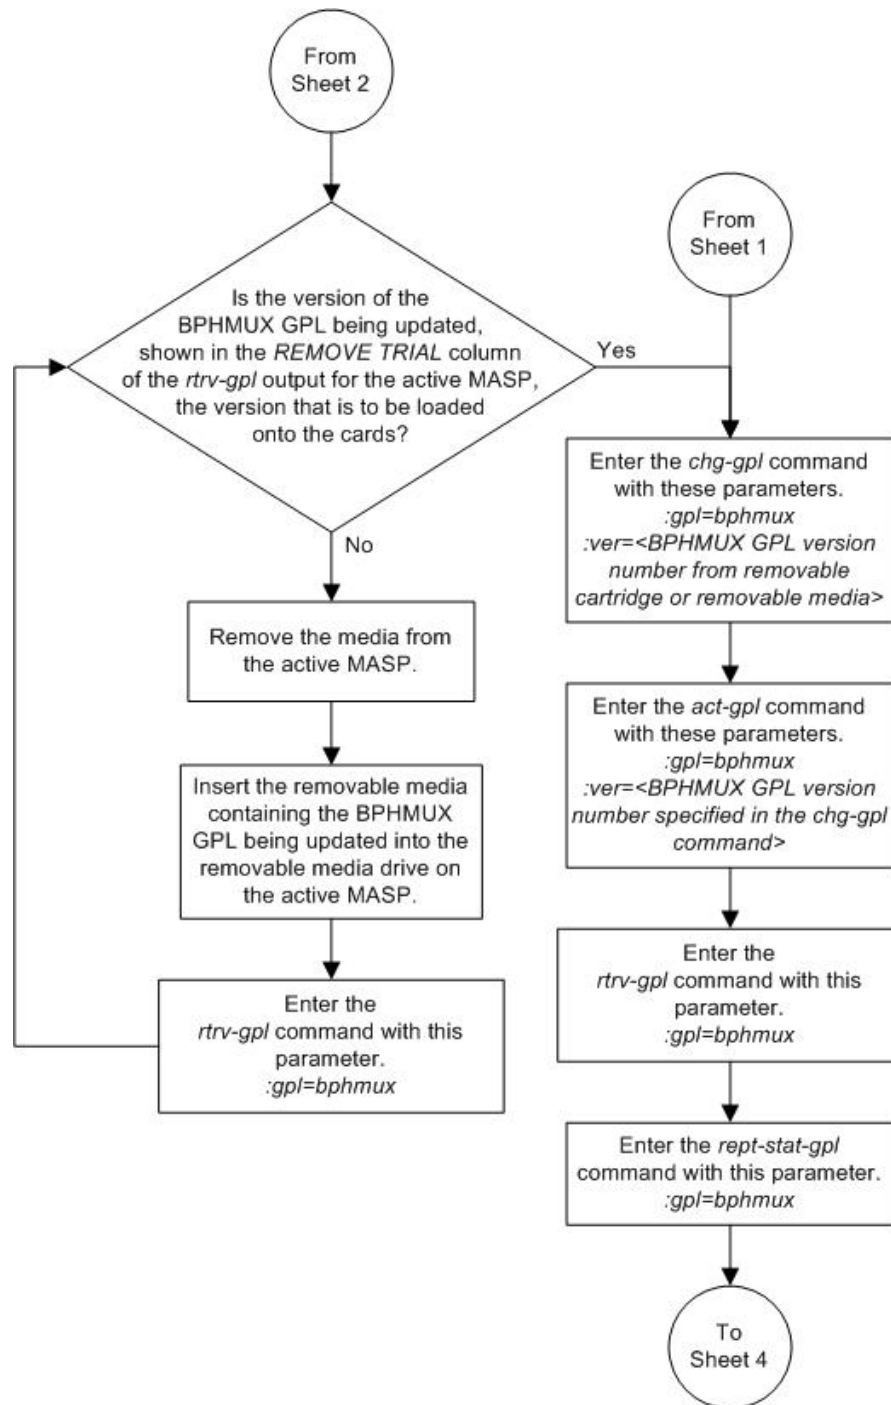 From
Sheet 2
Is the version of the
BPHMUX GPL being updated,
shown in the REMOVE TRIAL column
of the rtrv-gpl output for the active MASP,
the version that is to be loaded
onto the cards?
Yes
No
Remove the media from
the active MASP.
Insert the removable media
containing the BPHMUX
GPL being updated into the
removable media drive on
the active MASP.
Enter the
rtrv-gpl command with this
parameter.
:gpl=bphmux
From
Sheet 1
Enter the chg-gpl command
with these parameters.
:gpl=bphmux
:ver=<BPHMUX GPL version
number from removable
cartridge or removable media>
Enter the act-gpl command
with these parameters.
:gpl=bphmux
:ver=<BPHMUX GPL version
number specified in the chg-gpl
command>
Enter the
rtrv-gpl command with this
parameter.
:gpl=bphmux
Enter the rept-stat-gpl
command with this parameter.
:gpl=bphmux
To
Sheet 4